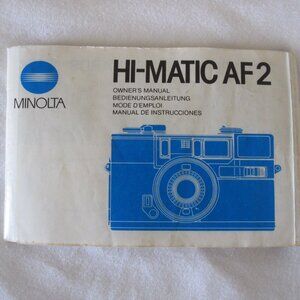 HI-MATIC AF2
MINOLTA
OWNER'S MANUAL
BEDIENUNGSANLEITUNG
MODE D'EMPLOI
MANUAL DE INSTRUCCIONES